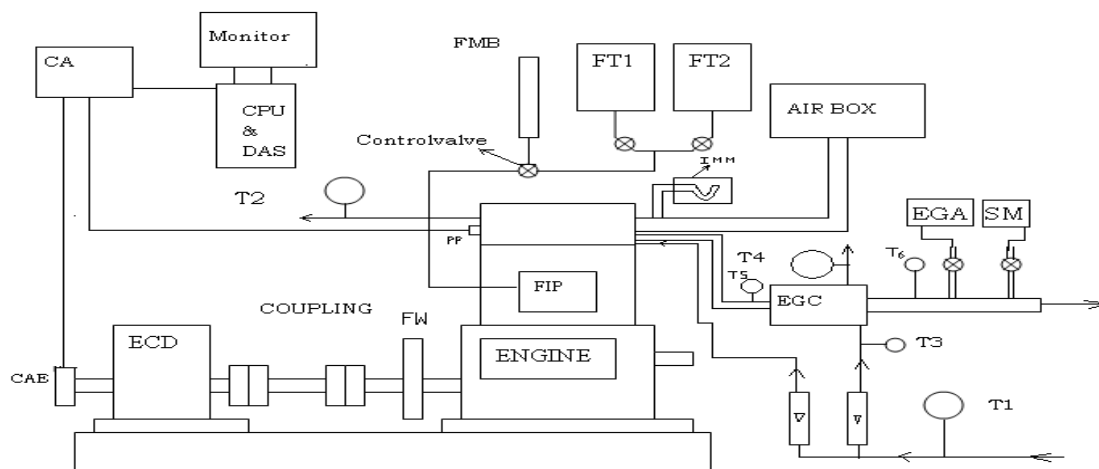 Monitor
FMB
CA
FT1
FT2
CPU
&
DAS
AIR BOX
Controlvalve
IMM
T2
EGA
SM
PP
T4
T6
T5
FIP
EGC
COUPLING
FW
ECD
ENGINE
T3
CAE
T1